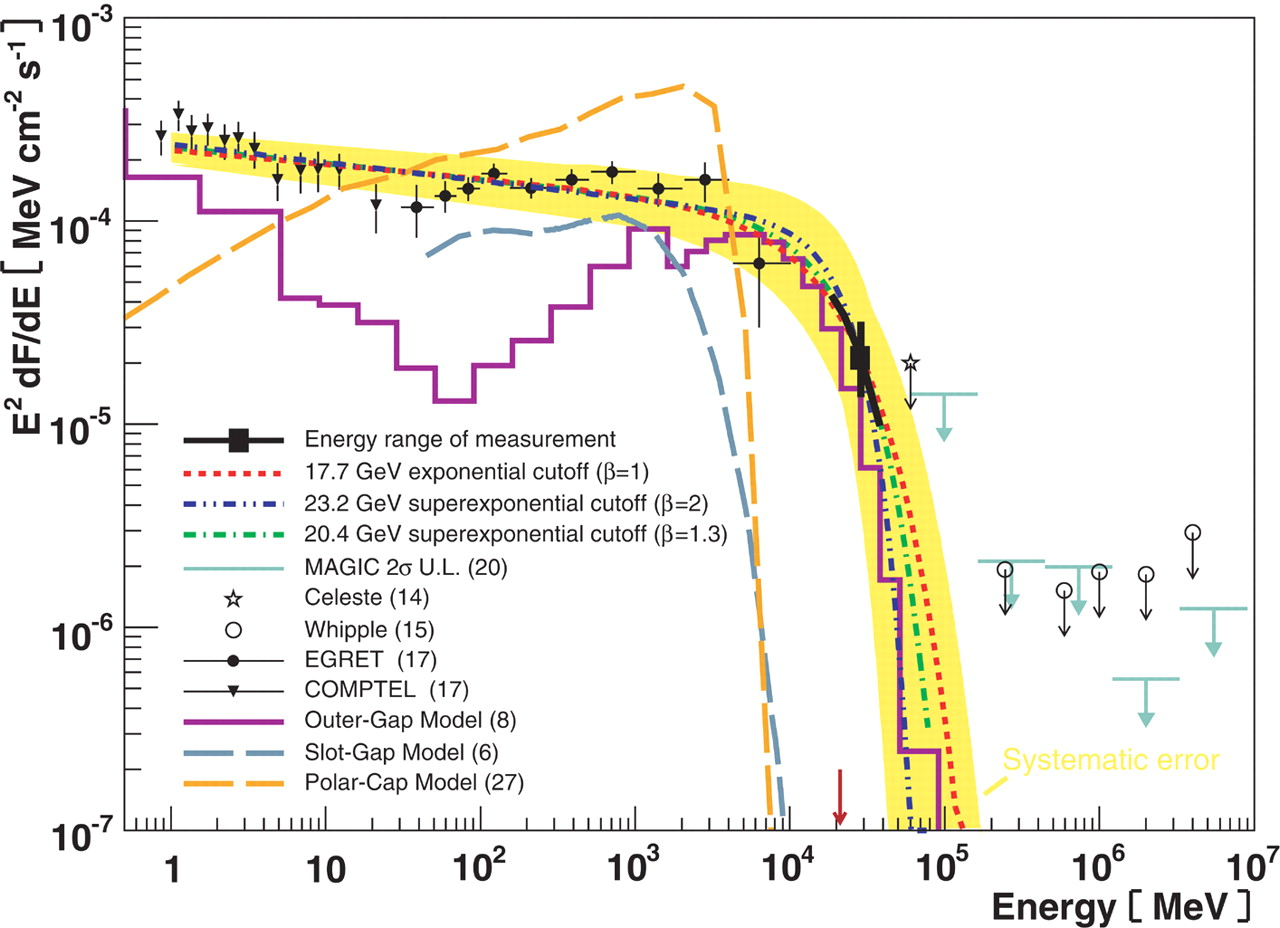 10⁻³
10⁻⁴
10⁻⁵
10⁻⁶
10⁻⁷
E² dF/dE [ MeV cm⁻² s⁻¹ ]
Energy range of measurement
17.7 GeV exponential cutoff (β=1)
23.2 GeV superexponential cutoff (β=2)
20.4 GeV superexponential cutoff (β=1.3)
MAGIC 2σ U.L. (20)
Celeste (14)
Whipple (15)
EGRET (17)
COMPTEL (17)
Outer-Gap Model (8)
Slot-Gap Model (6)
Polar-Cap Model (27)
Systematic error
1 10 10² 10³ 10⁴ 10⁵ 10⁶ 10⁷
Energy [ MeV ]